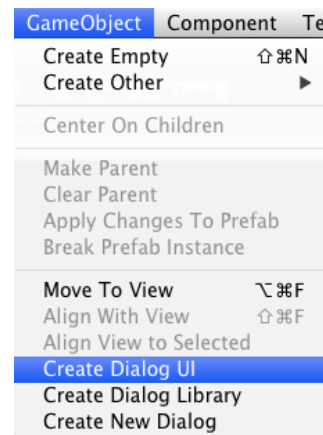 GameObject Component Te
Create Empty ⇧⌘N
Create Other ▶
Center On Children
Make Parent
Clear Parent
Apply Changes To Prefab
Break Prefab Instance
Move To View ⌥⌘F
Align With View ⇧⌘F
Align View to Selected
Create Dialog UI
Create Dialog Library
Create New Dialog